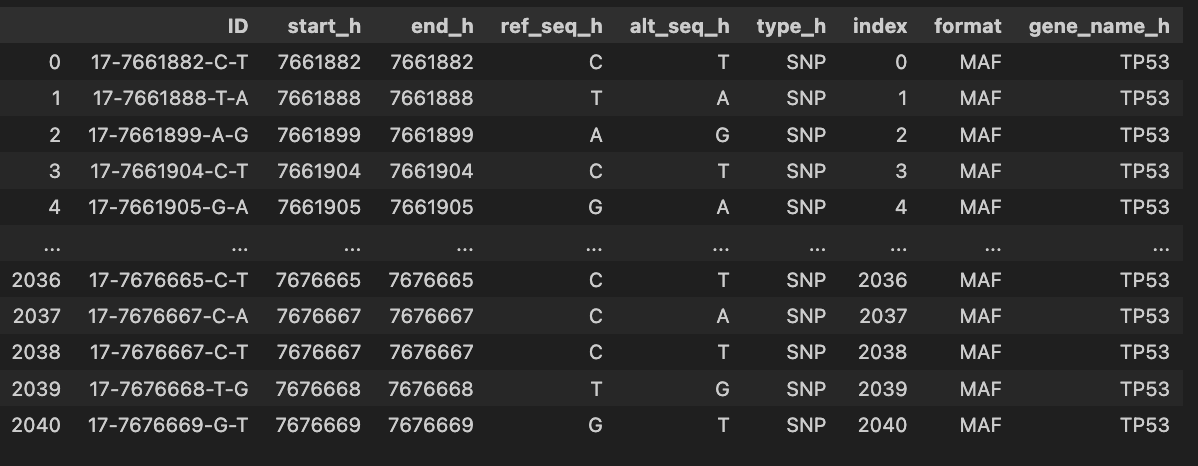 ID start_h end_h ref_seq_h alt_seq_h type_h index format gene_name_h
0 17-7661882-C-T 7661882 7661882 C T SNP 0 MAF TP53
1 17-7661888-T-A 7661888 7661888 T A SNP 1 MAF TP53
2 17-7661899-A-G 7661899 7661899 A G SNP 2 MAF TP53
3 17-7661904-C-T 7661904 7661904 C T SNP 3 MAF TP53
4 17-7661905-G-A 7661905 7661905 G A SNP 4 MAF TP53
... ... ... ... ... ... ... ... ... ...
2036 17-7676665-C-T 7676665 7676665 C T SNP 2036 MAF TP53
2037 17-7676667-C-A 7676667 7676667 C A SNP 2037 MAF TP53
2038 17-7676667-C-T 7676667 7676667 C T SNP 2038 MAF TP53
2039 17-7676668-T-G 7676668 7676668 T G SNP 2039 MAF TP53
2040 17-7676669-G-T 7676669 7676669 G T SNP 2040 MAF TP53